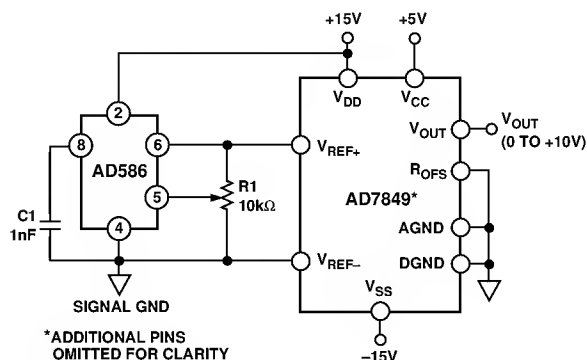 +15V
+5V
2
V_DD
V_CC
8
6
AD586
5
4
V_REF+
V_OUT
V_OUT
(0 TO +10V)
R_OFS
R1
10kΩ
AD7849*
C1
1nF
AGND
V_REF–
DGND
V_SS
SIGNAL GND
–15V
*ADDITIONAL PINS
OMITTED FOR CLARITY